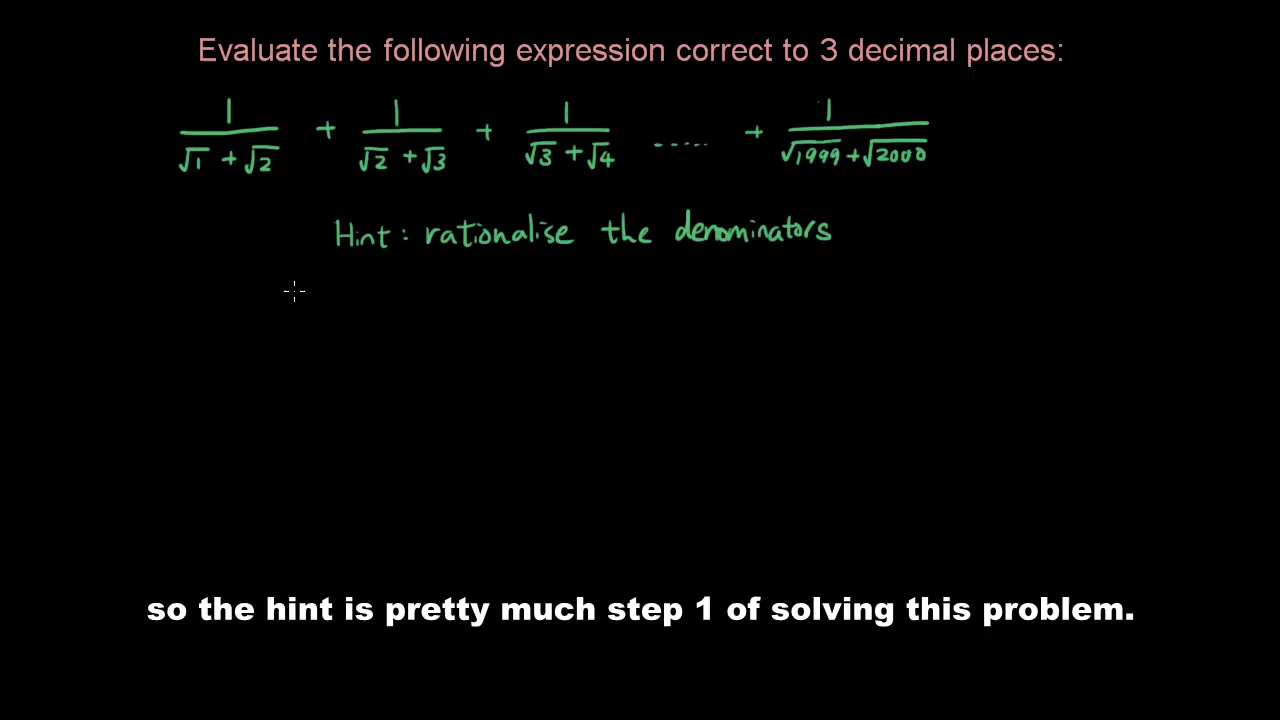 Evaluate the following expression correct to 3 decimal places:
1/(√1 + √2) + 1/(√2 + √3) + 1/(√3 + √4) ..... + 1/(√1999 + √2000)
Hint: rationalise the denominators
so the hint is pretty much step 1 of solving this problem.